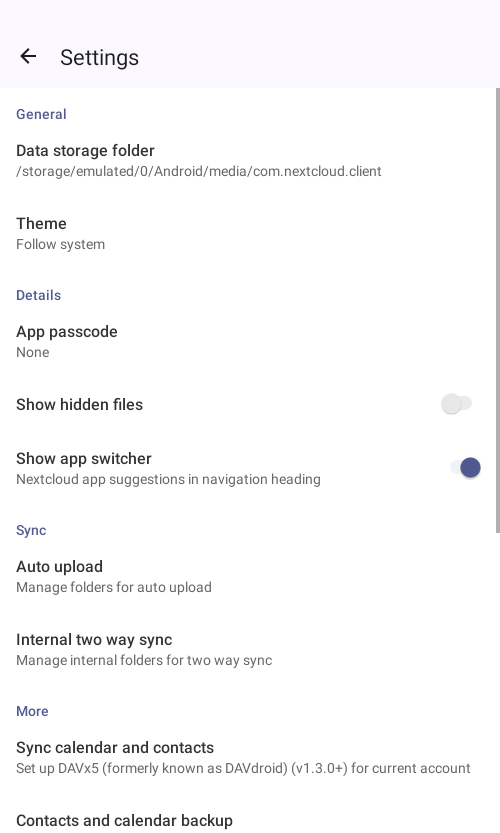 Settings
General
Data storage folder
/storage/emulated/0/Android/media/com.nextcloud.client
Theme
Follow system
Details
App passcode
None
Show hidden files
Show app switcher
Nextcloud app suggestions in navigation heading
Sync
Auto upload
Manage folders for auto upload
Internal two way sync
Manage internal folders for two way sync
More
Sync calendar and contacts
Set up DAVx5 (formerly known as DAVdroid) (v1.3.0+) for current account
Contacts and calendar backup